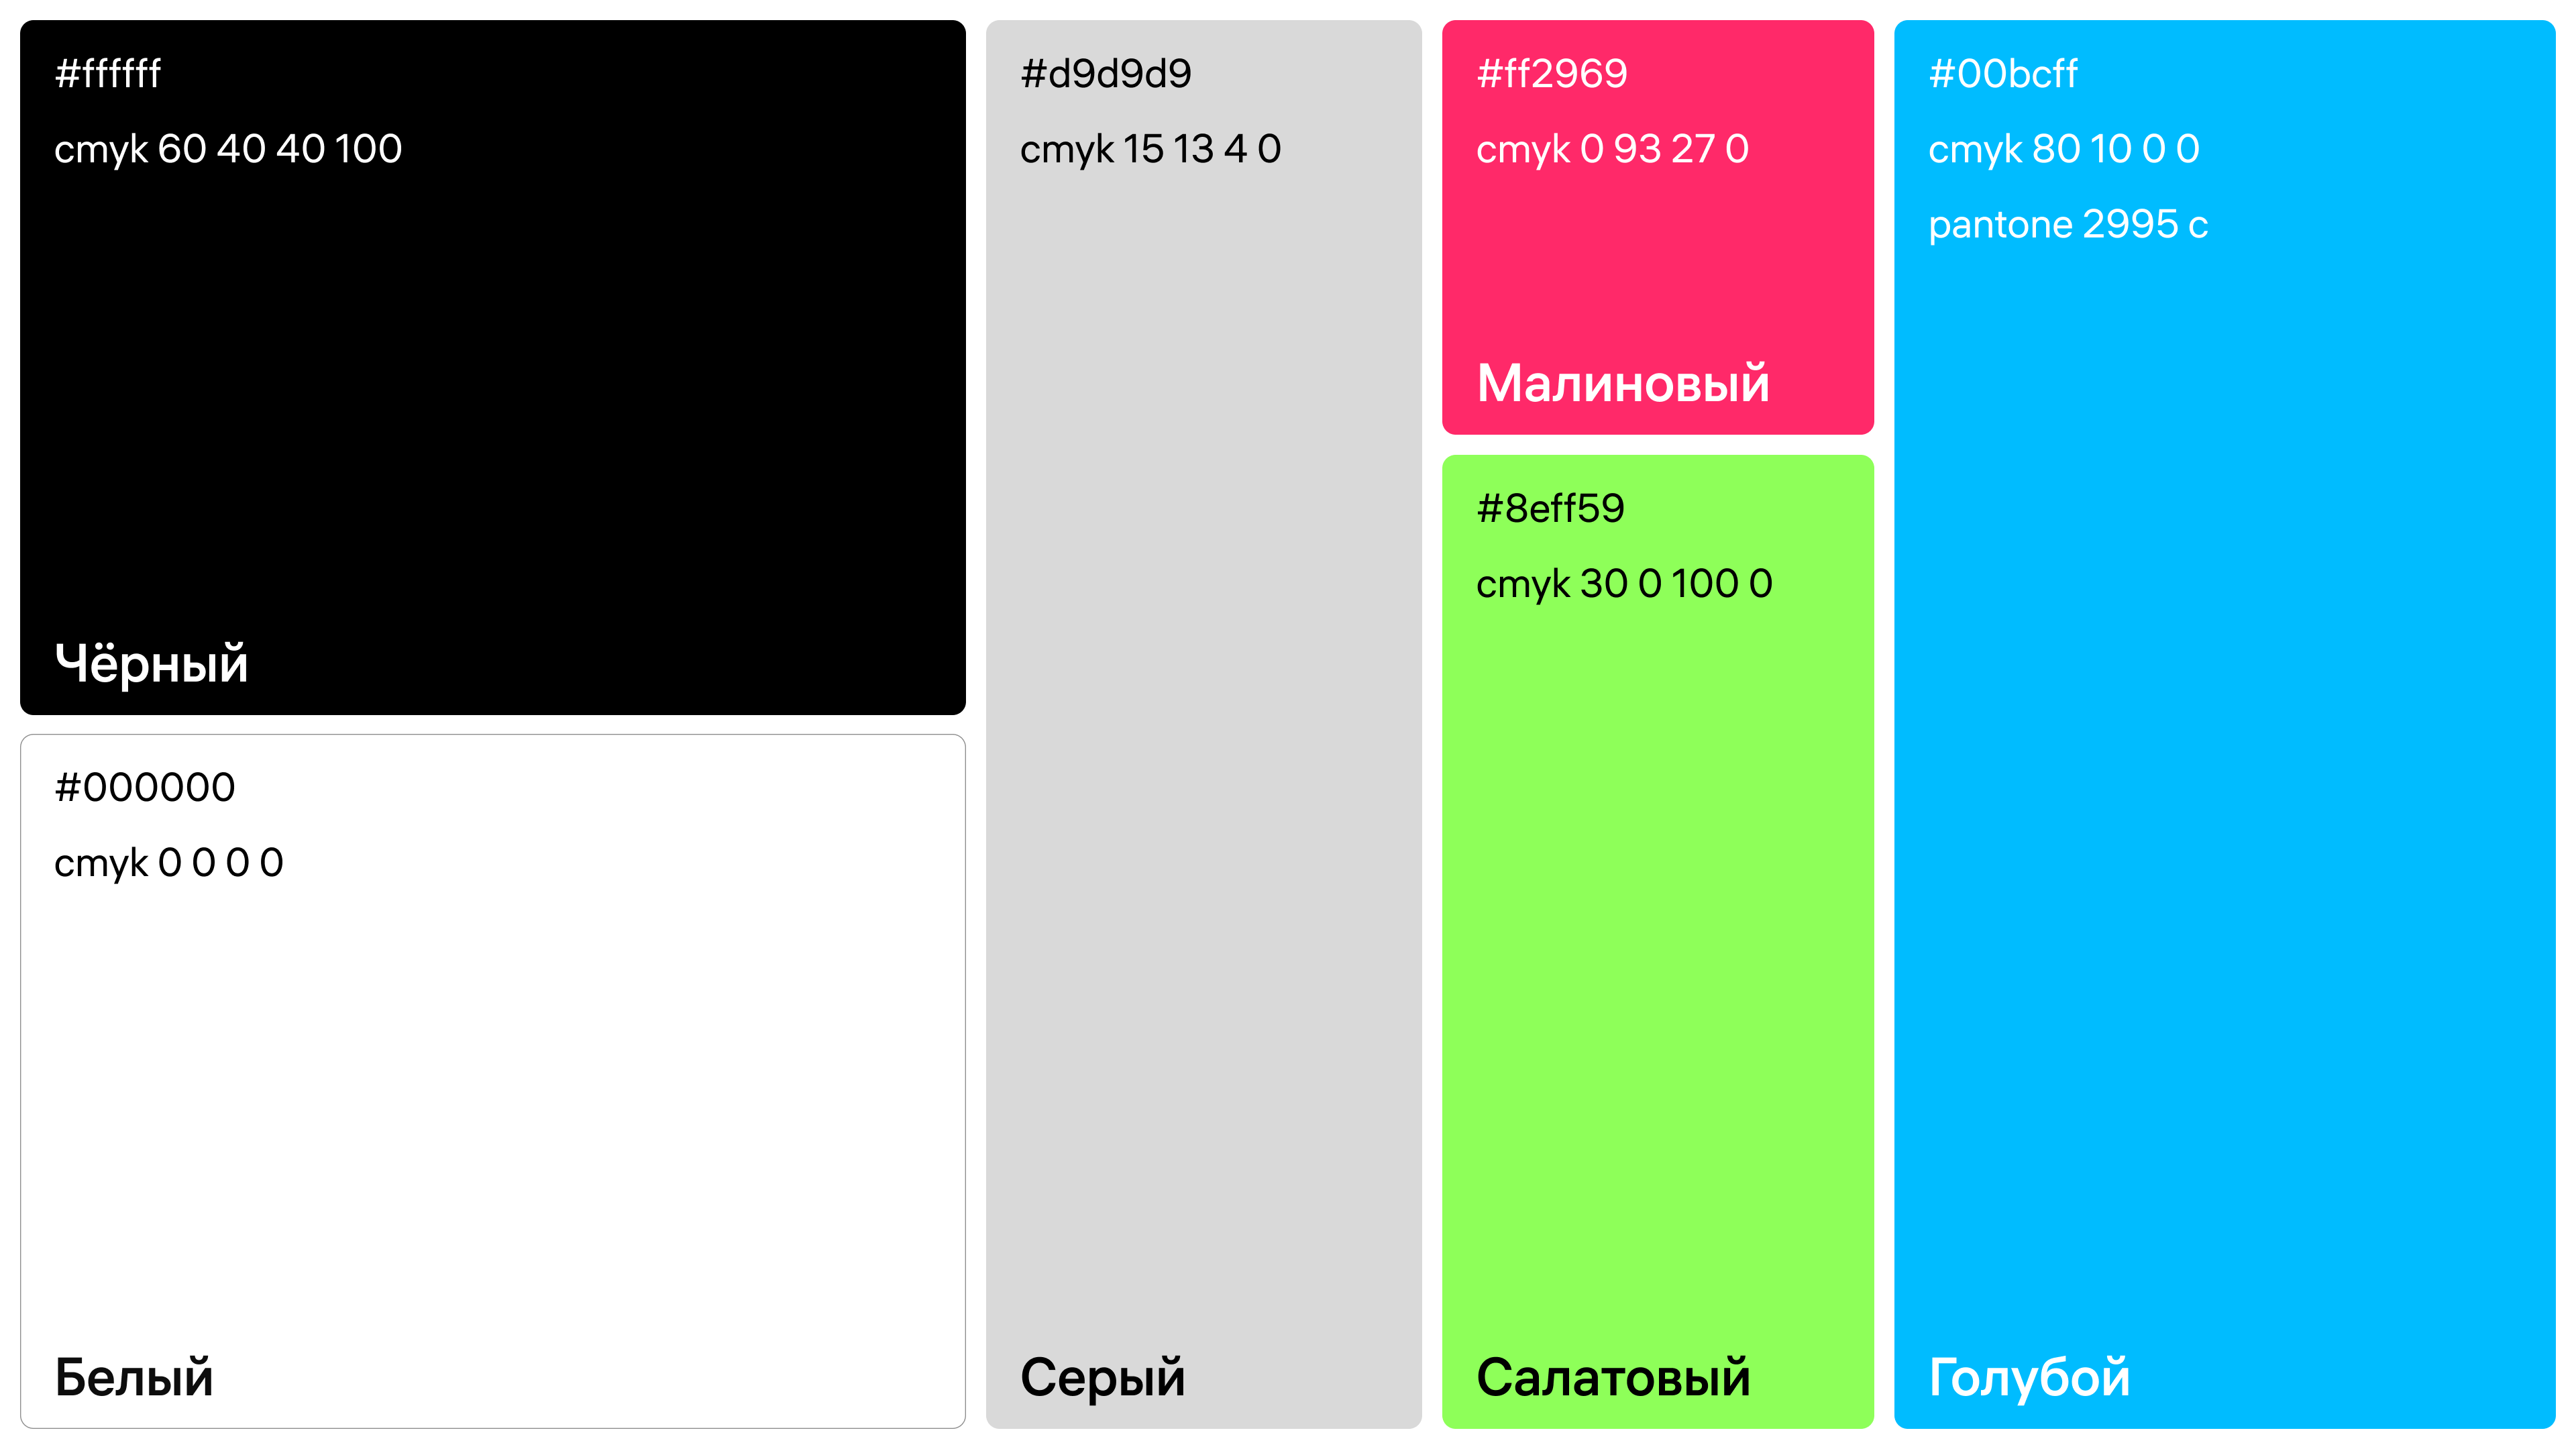 #ffffff
cmyk 60 40 40 100
Чёрный
#000000
cmyk 0 0 0 0
Белый
#d9d9d9
cmyk 15 13 4 0
Серый
#ff2969
cmyk 0 93 27 0
Малиновый
#8eff59
cmyk 30 0 100 0
Салатовый
#00bcff
cmyk 80 10 0 0
pantone 2995 c
Голубой